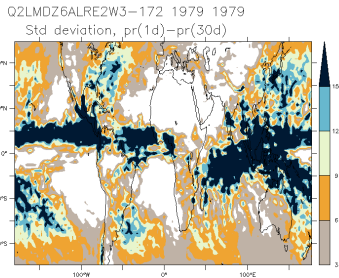 Q2LMDZ6ALRE2W3-172 1979 1979
Std deviation, pr(1d)-pr(30d)
°N
°N
0°
°S
°S
15
12
9
6
3
100°W 0° 100°E